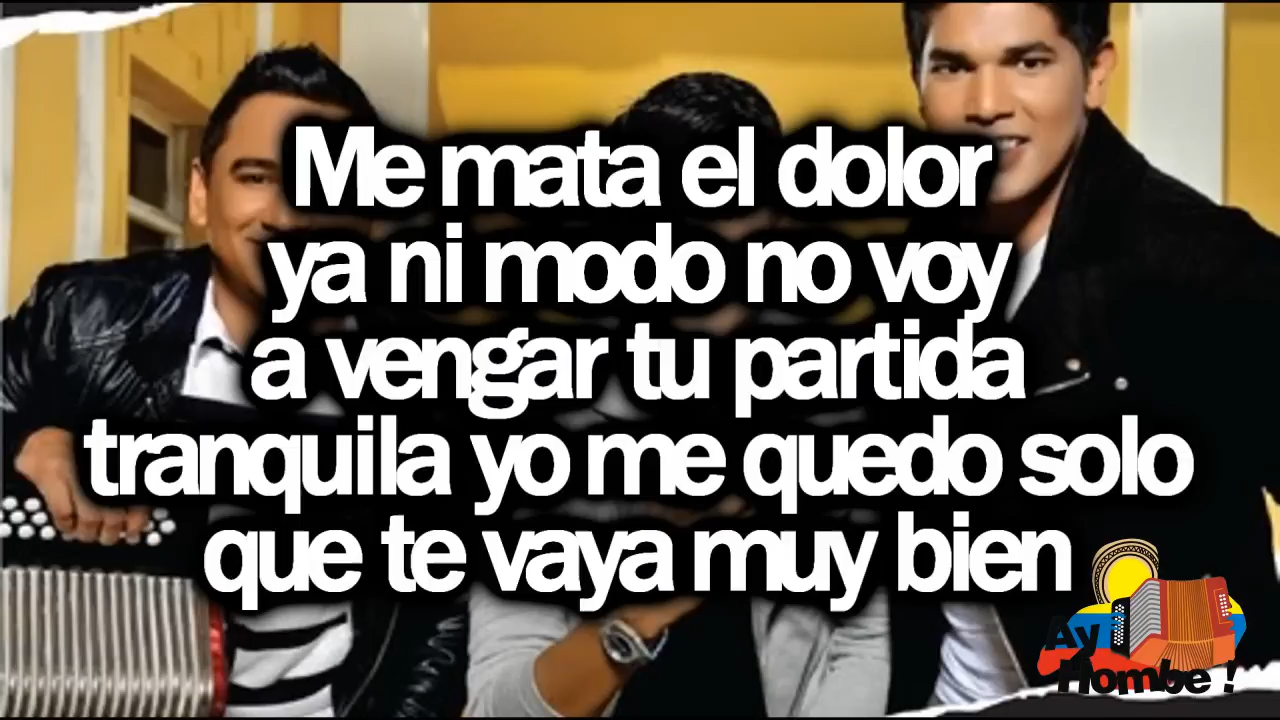 Me mata el dolor
ya ni modo no voy
a vengar tu partida
tranquila yo me quedo solo
que te vaya muy bien
Ay
Hombe !